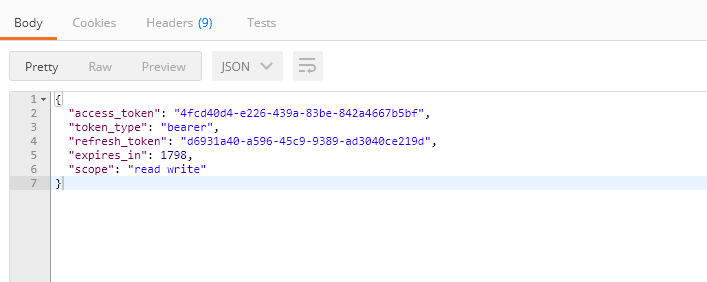 Body Cookies Headers (9) Tests
Pretty Raw Preview JSON
1 {
2 "access_token": "4fcd40d4-e226-439a-83be-842a4667b5bf",
3 "token_type": "bearer",
4 "refresh_token": "d6931a40-a596-45c9-9389-ad3040ce219d",
5 "expires_in": 1798,
6 "scope": "read write"
7 }